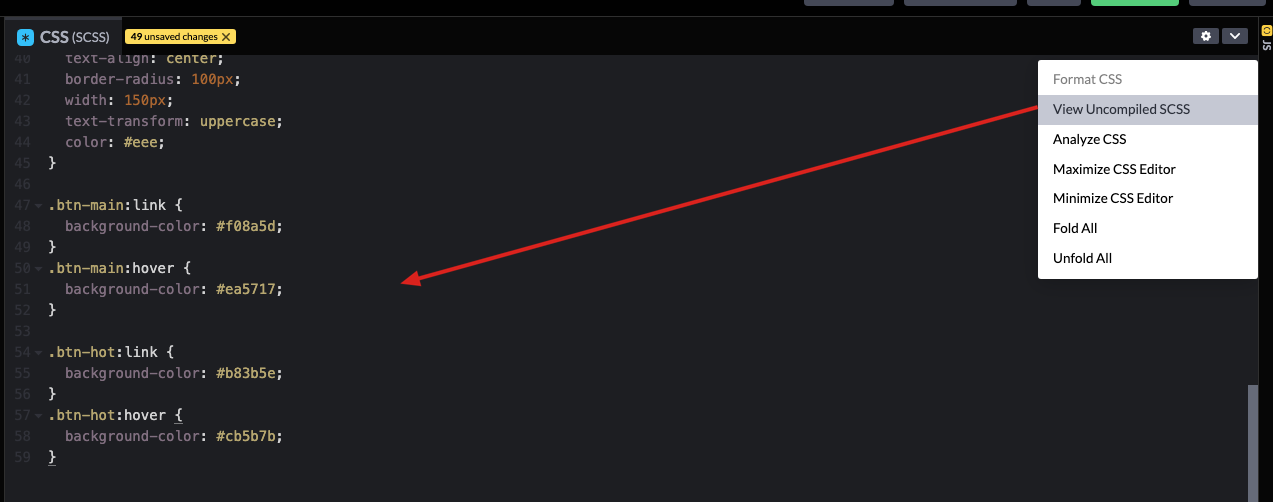 CSS (SCSS)
49 unsaved changes
JS
40 text-align: center;
41 border-radius: 100px;
42 width: 150px;
43 text-transform: uppercase;
44 color: #eee;
45 }
46
47 .btn-main:link {
48 background-color: #f08a5d;
49 }
50 .btn-main:hover {
51 background-color: #ea5717;
52 }
53
54 .btn-hot:link {
55 background-color: #b83b5e;
56 }
57 .btn-hot:hover {
58 background-color: #cb5b7b;
59 }
Format CSS
View Uncompiled SCSS
Analyze CSS
Maximize CSS Editor
Minimize CSS Editor
Fold All
Unfold All